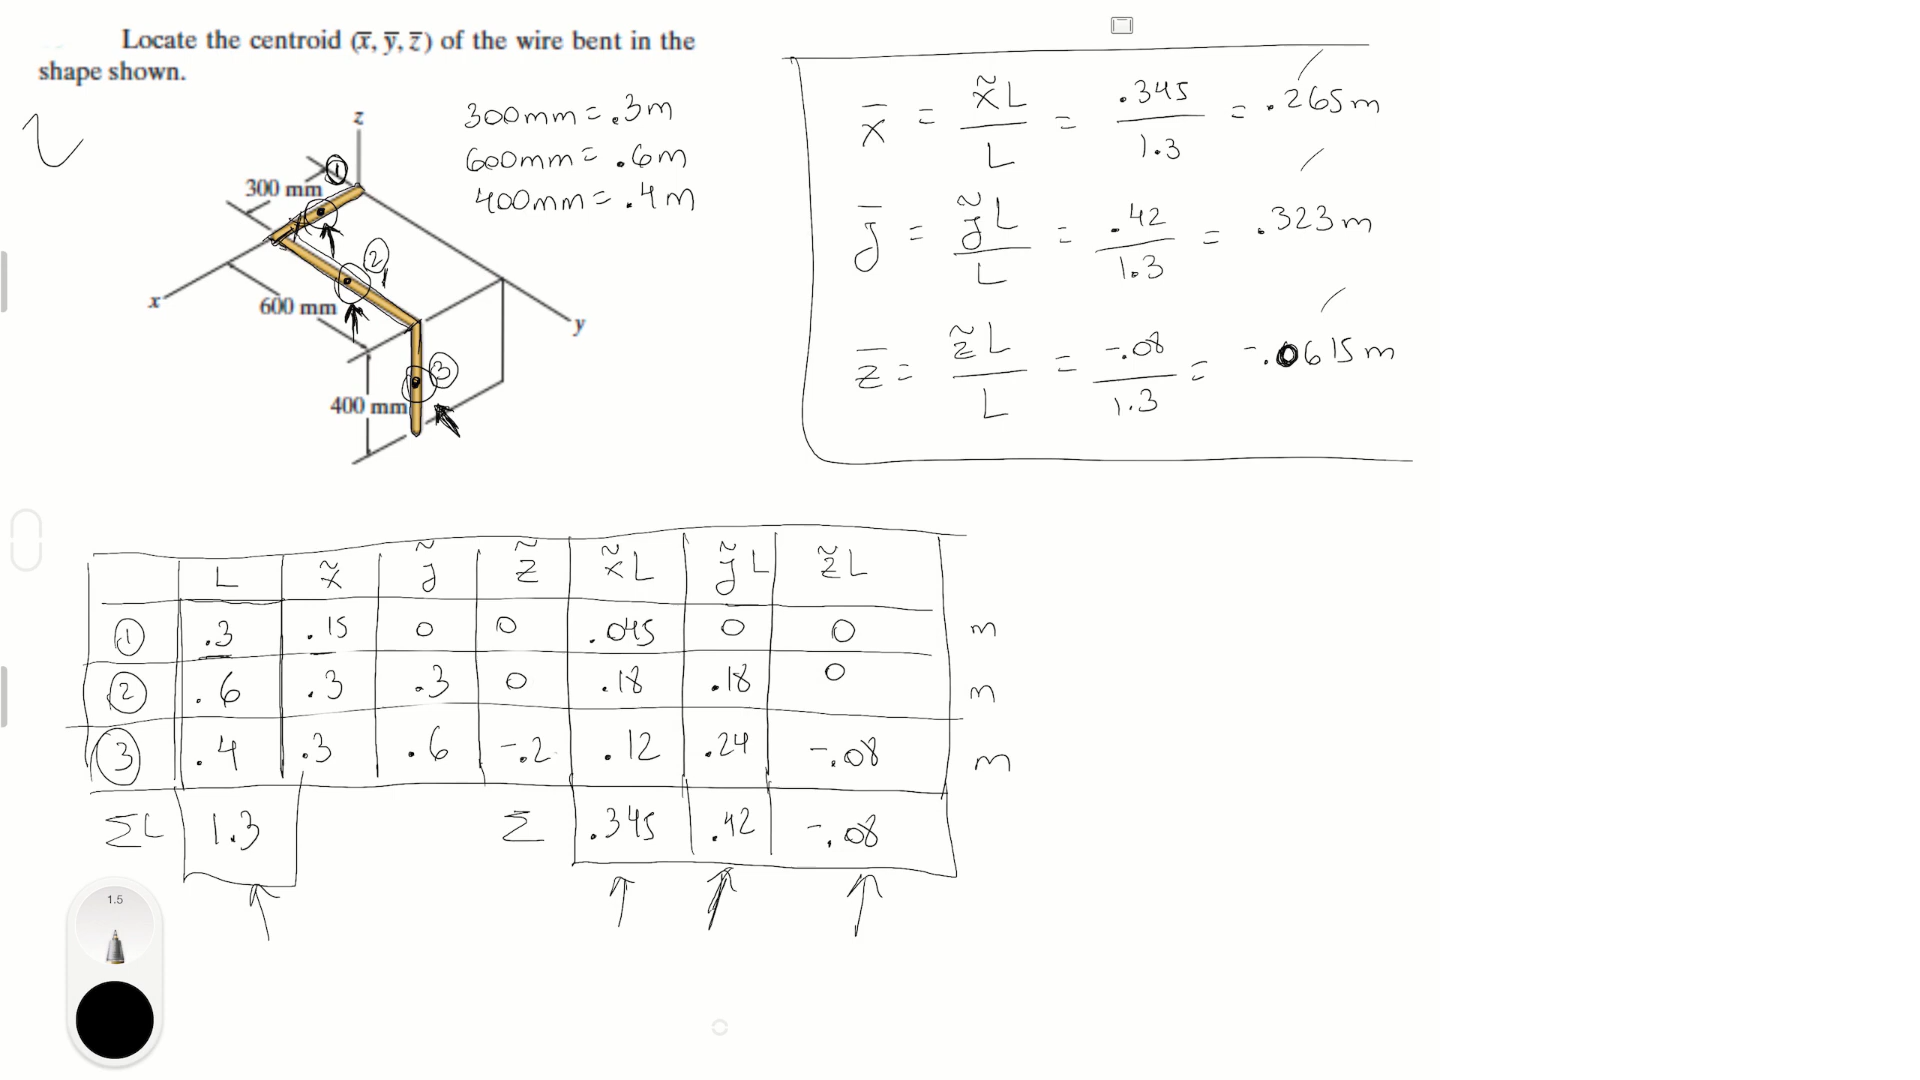 Locate the centroid (x̅, y̅, z̅) of the wire bent in the
shape shown.
300mm = .3m
600mm = .6m
400mm = .4m
z
①
300 mm
②
x
600 mm
y
③
400 mm
x̅ = x̃L / L = .345 / 1.3 = .265m
y̅ = ỹL / L = .42 / 1.3 = .323m
z̅ = z̃L / L = -.08 / 1.3 = -.0615m
L x̃ ỹ z̃ x̃L ỹL z̃L
① .3 .15 0 0 .045 0 0 m
② .6 .3 .3 0 .18 .18 0 m
③ .4 .3 .6 -.2 .12 .24 -.08 m
ΣL 1.3 Σ .345 .42 -.08
1.5